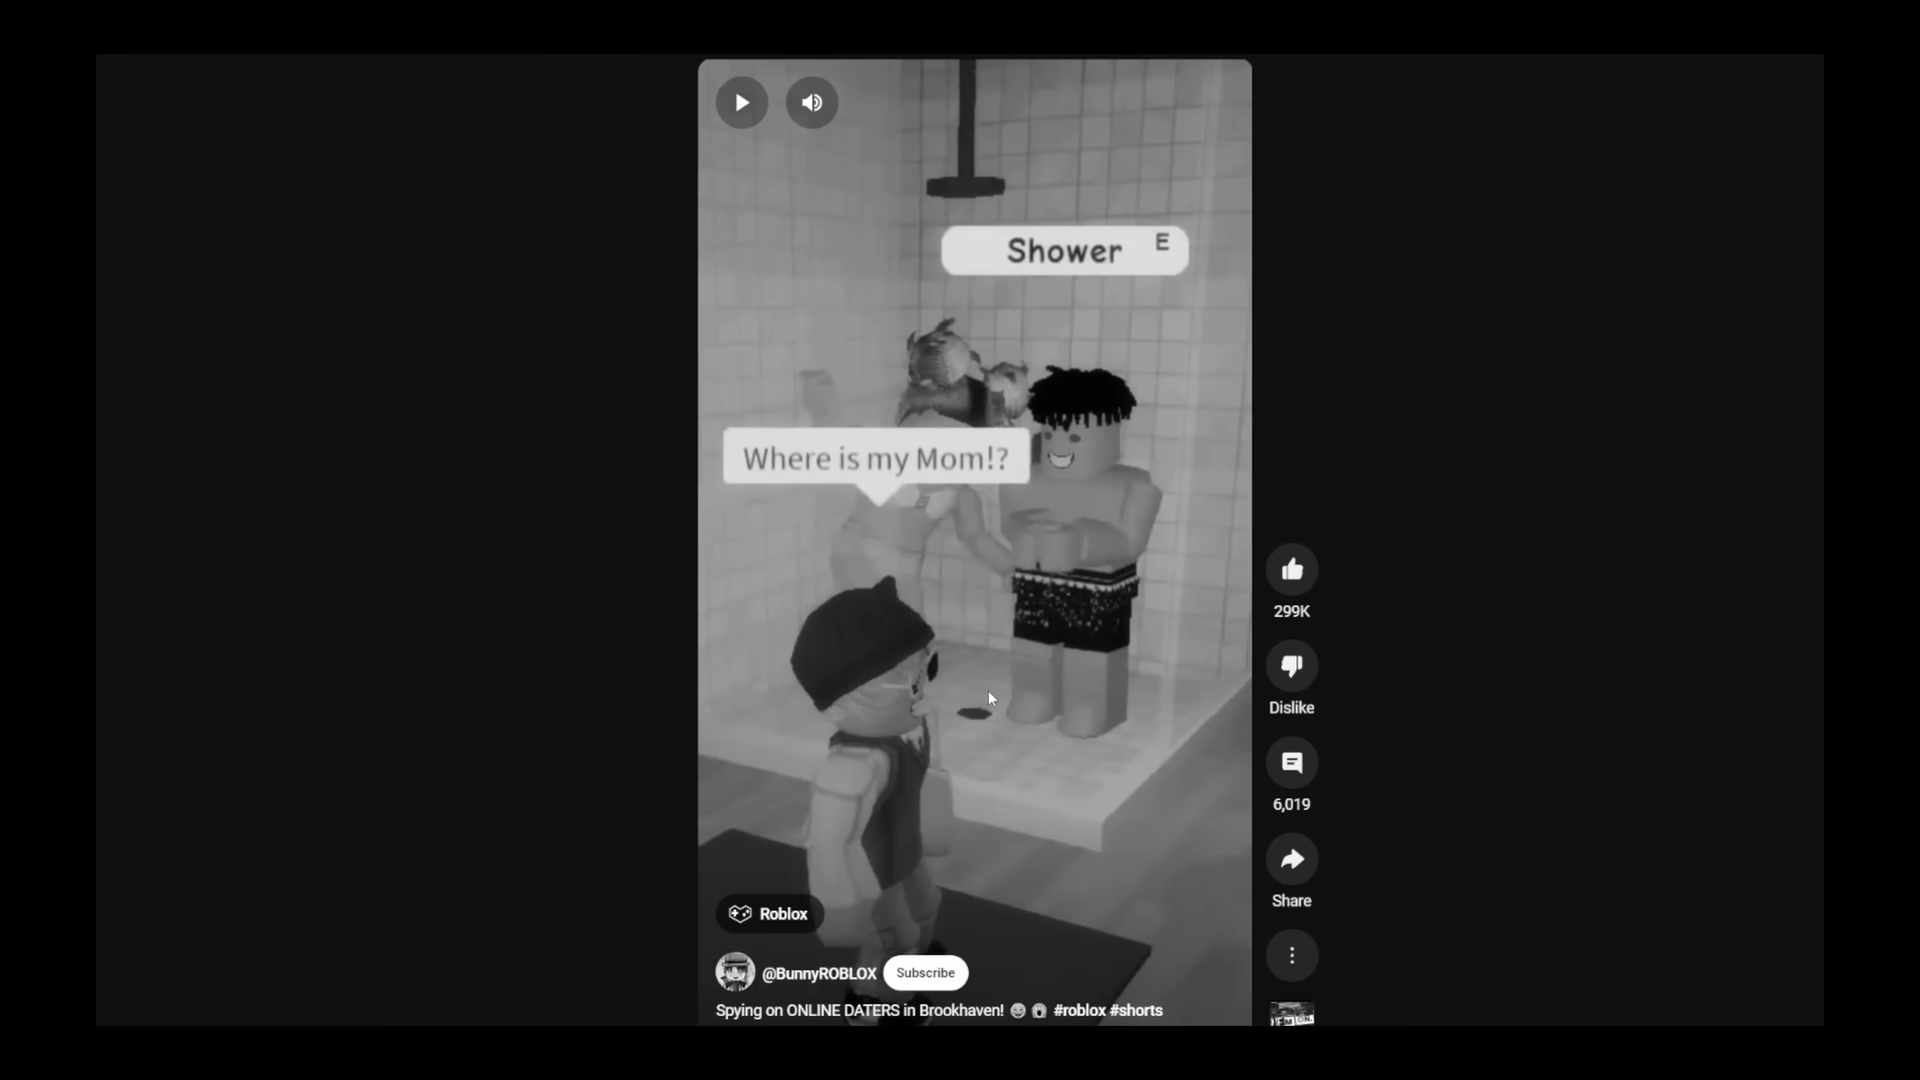 Shower E
Where is my Mom!?
299K
Dislike
6,019
Share
Roblox
@BunnyROBLOX Subscribe
Spying on ONLINE DATERS in Brookhaven! #roblox #shorts